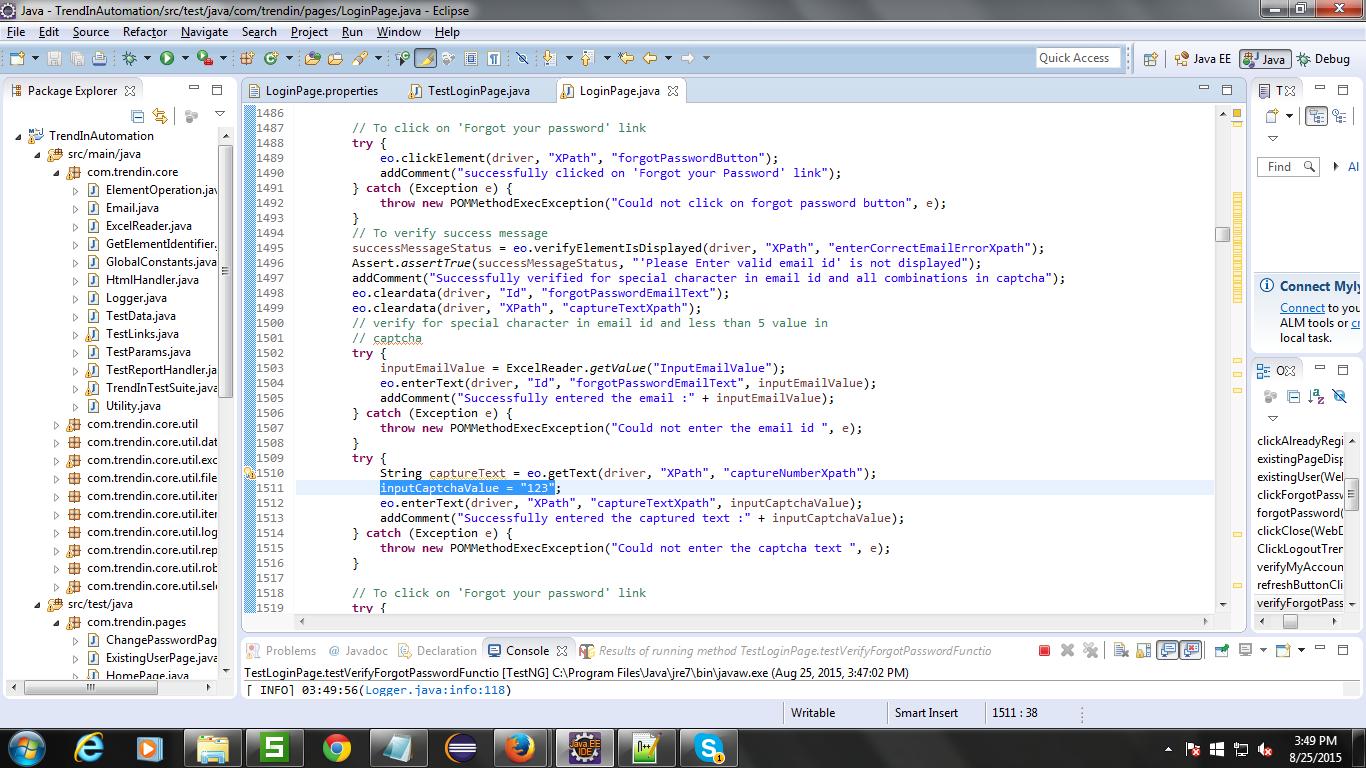 Java - TrendInAutomation/src/test/java/com/trendin/pages/LoginPage.java - Eclipse
File Edit Source Refactor Navigate Search Project Run Window Help
Quick Access
Java EE
Java
Debug
Package Explorer
TrendInAutomation
src/main/java
com.trendin.core
ElementOperation.jav
Email.java
ExcelReader.java
GetElementIdentifier.
GlobalConstants.java
HtmlHandler.java
Logger.java
TestData.java
TestLinks.java
TestParams.java
TestReportHandler.ja
TrendInTestSuite.java
Utility.java
com.trendin.core.util
com.trendin.core.util.dat
com.trendin.core.util.exc
com.trendin.core.util.file
com.trendin.core.util.iter
com.trendin.core.util.iter
com.trendin.core.util.log
com.trendin.core.util.rep
com.trendin.core.util.rob
com.trendin.core.util.sele
src/test/java
com.trendin.pages
ChangePasswordPag
ExistingUserPage.java
HomePage.java
LoginPage.properties
TestLoginPage.java
LoginPage.java
1486
1487 // To click on 'Forgot your password' link
1488 try {
1489 eo.clickElement(driver, "XPath", "forgotPasswordButton");
1490 addComment("successfully clicked on 'Forgot your Password' link");
1491 } catch (Exception e) {
1492 throw new POMMethodExecException("Could not click on forgot password button", e);
1493 }
1494 // To verify success message
1495 successMessageStatus = eo.verifyElementIsDisplayed(driver, "XPath", "enterCorrectEmailErrorXpath");
1496 Assert.assertTrue(successMessageStatus, "'Please Enter valid email id' is not displayed");
1497 addComment("Successfully verified for special character in email id and all combinations in captcha");
1498 eo.cleardata(driver, "Id", "forgotPasswordEmailText");
1499 eo.cleardata(driver, "XPath", "captureTextXpath");
1500 // verify for special character in email id and less than 5 value in
1501 // captcha
1502 try {
1503 inputEmailValue = ExcelReader.getValue("InputEmailValue");
1504 eo.enterText(driver, "Id", "forgotPasswordEmailText", inputEmailValue);
1505 addComment("Successfully entered the email :" + inputEmailValue);
1506 } catch (Exception e) {
1507 throw new POMMethodExecException("Could not enter the email id ", e);
1508 }
1509 try {
1510 String captureText = eo.getText(driver, "XPath", "captureNumberXpath");
1511 inputCaptchaValue = "123";
1512 eo.enterText(driver, "XPath", "captureTextXpath", inputCaptchaValue);
1513 addComment("Successfully entered the captured text :" + inputCaptchaValue);
1514 } catch (Exception e) {
1515 throw new POMMethodExecException("Could not enter the captcha text ", e);
1516 }
1517
1518 // To click on 'Forgot your password' link
1519 try {
T
Find
Al
Connect Myly
Connect to you
ALM tools or cr
local task.
O
clickAlreadyRegi
existingPageDisp
existingUser(Wel
clickForgotPassw
forgotPassword(
clickClose(WebD
ClickLogoutTren
verifyMyAccoun
refreshButtonCli
verifyForgotPass
Problems
@ Javadoc
Declaration
Console
Results of running method TestLoginPage.testVerifyForgotPasswordFunctio
TestLoginPage.testVerifyForgotPasswordFunctio [TestNG] C:\Program Files\Java\jre7\bin\javaw.exe (Aug 25, 2015, 3:47:02 PM)
[ INFO] 03:49:56(Logger.java:info:118)
Writable
Smart Insert
1511 : 38
3:49 PM
8/25/2015